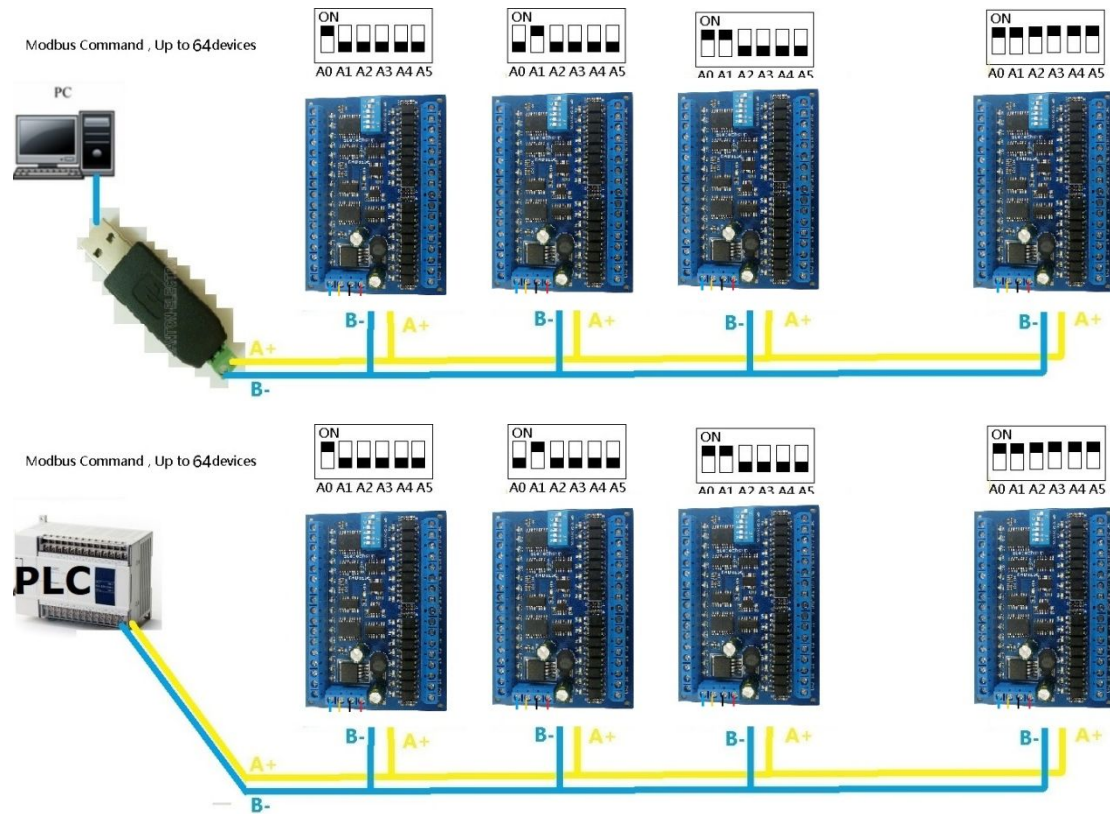 ON
ON
ON
ON
Modbus Command , Up to 64devices
A0 A1 A2 A3 A4 A5
A0 A1 A2 A3 A4 A5
A0 A1 A2 A3 A4 A5
A0 A1 A2 A3 A4 A5
PC
B- A+
B- A+
B- A+
B- A+
A+
B-
ON
ON
ON
ON
Modbus Command , Up to 64devices
A0 A1 A2 A3 A4 A5
A0 A1 A2 A3 A4 A5
A0 A1 A2 A3 A4 A5
A0 A1 A2 A3 A4 A5
PLC
B- A+
B- A+
B- A+
B- A+
A+
B-